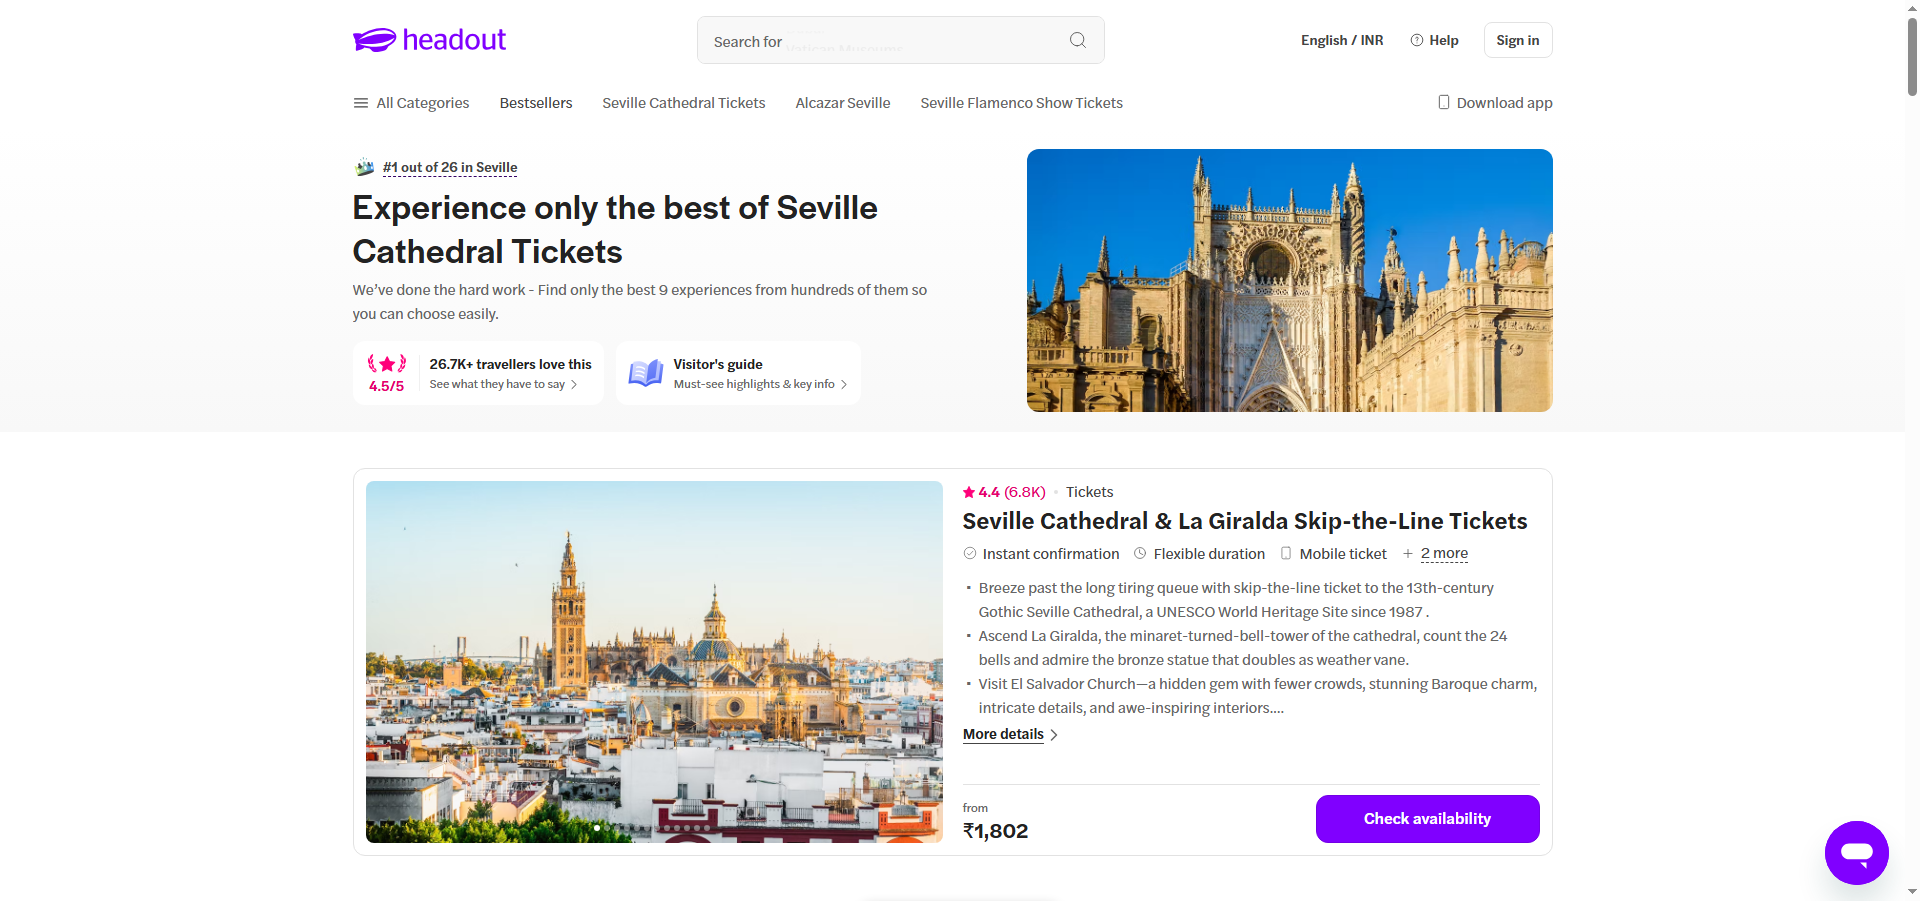 headout
Search for
English / INR
Help
Sign in
All Categories
Bestsellers
Seville Cathedral Tickets
Alcazar Seville
Seville Flamenco Show Tickets
Download app
#1 out of 26 in Seville
Experience only the best of Seville
Cathedral Tickets
We’ve done the hard work - Find only the best 9 experiences from hundreds of them so
you can choose easily.
4.5/5
26.7K+ travellers love this
See what they have to say
Visitor's guide
Must-see highlights & key info
4.4 (6.8K) • Tickets
Seville Cathedral & La Giralda Skip-the-Line Tickets
Instant confirmation
Flexible duration
Mobile ticket
+ 2 more
Breeze past the long tiring queue with skip-the-line ticket to the 13th-century
Gothic Seville Cathedral, a UNESCO World Heritage Site since 1987 .
Ascend La Giralda, the minaret-turned-bell-tower of the cathedral, count the 24
bells and admire the bronze statue that doubles as weather vane.
Visit El Salvador Church—a hidden gem with fewer crowds, stunning Baroque charm,
intricate details, and awe-inspiring interiors....
More details
from
₹1,802
Check availability